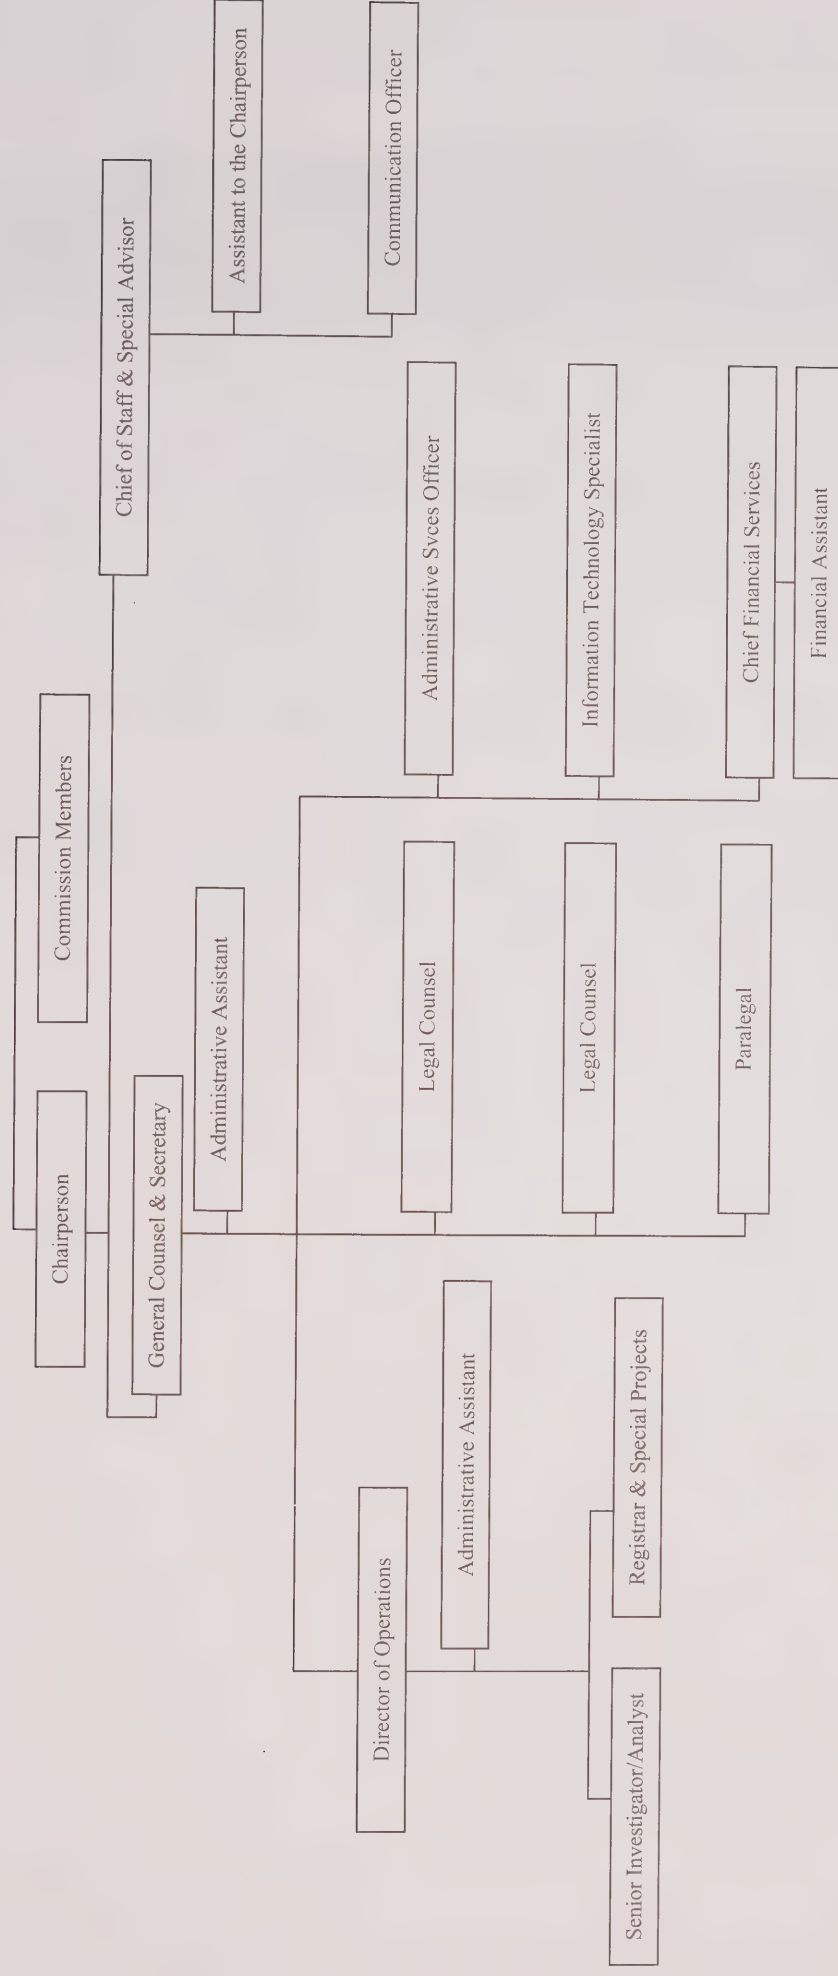 Chairperson
Commission Members
General Counsel & Secretary
Chief of Staff & Special Advisor
Administrative Assistant
Assistant to the Chairperson
Communication Officer
Director of Operations
Administrative Assistant
Senior Investigator/Analyst
Registrar & Special Projects
Legal Counsel
Legal Counsel
Paralegal
Administrative Svces Officer
Information Technology Specialist
Chief Financial Services
Financial Assistant